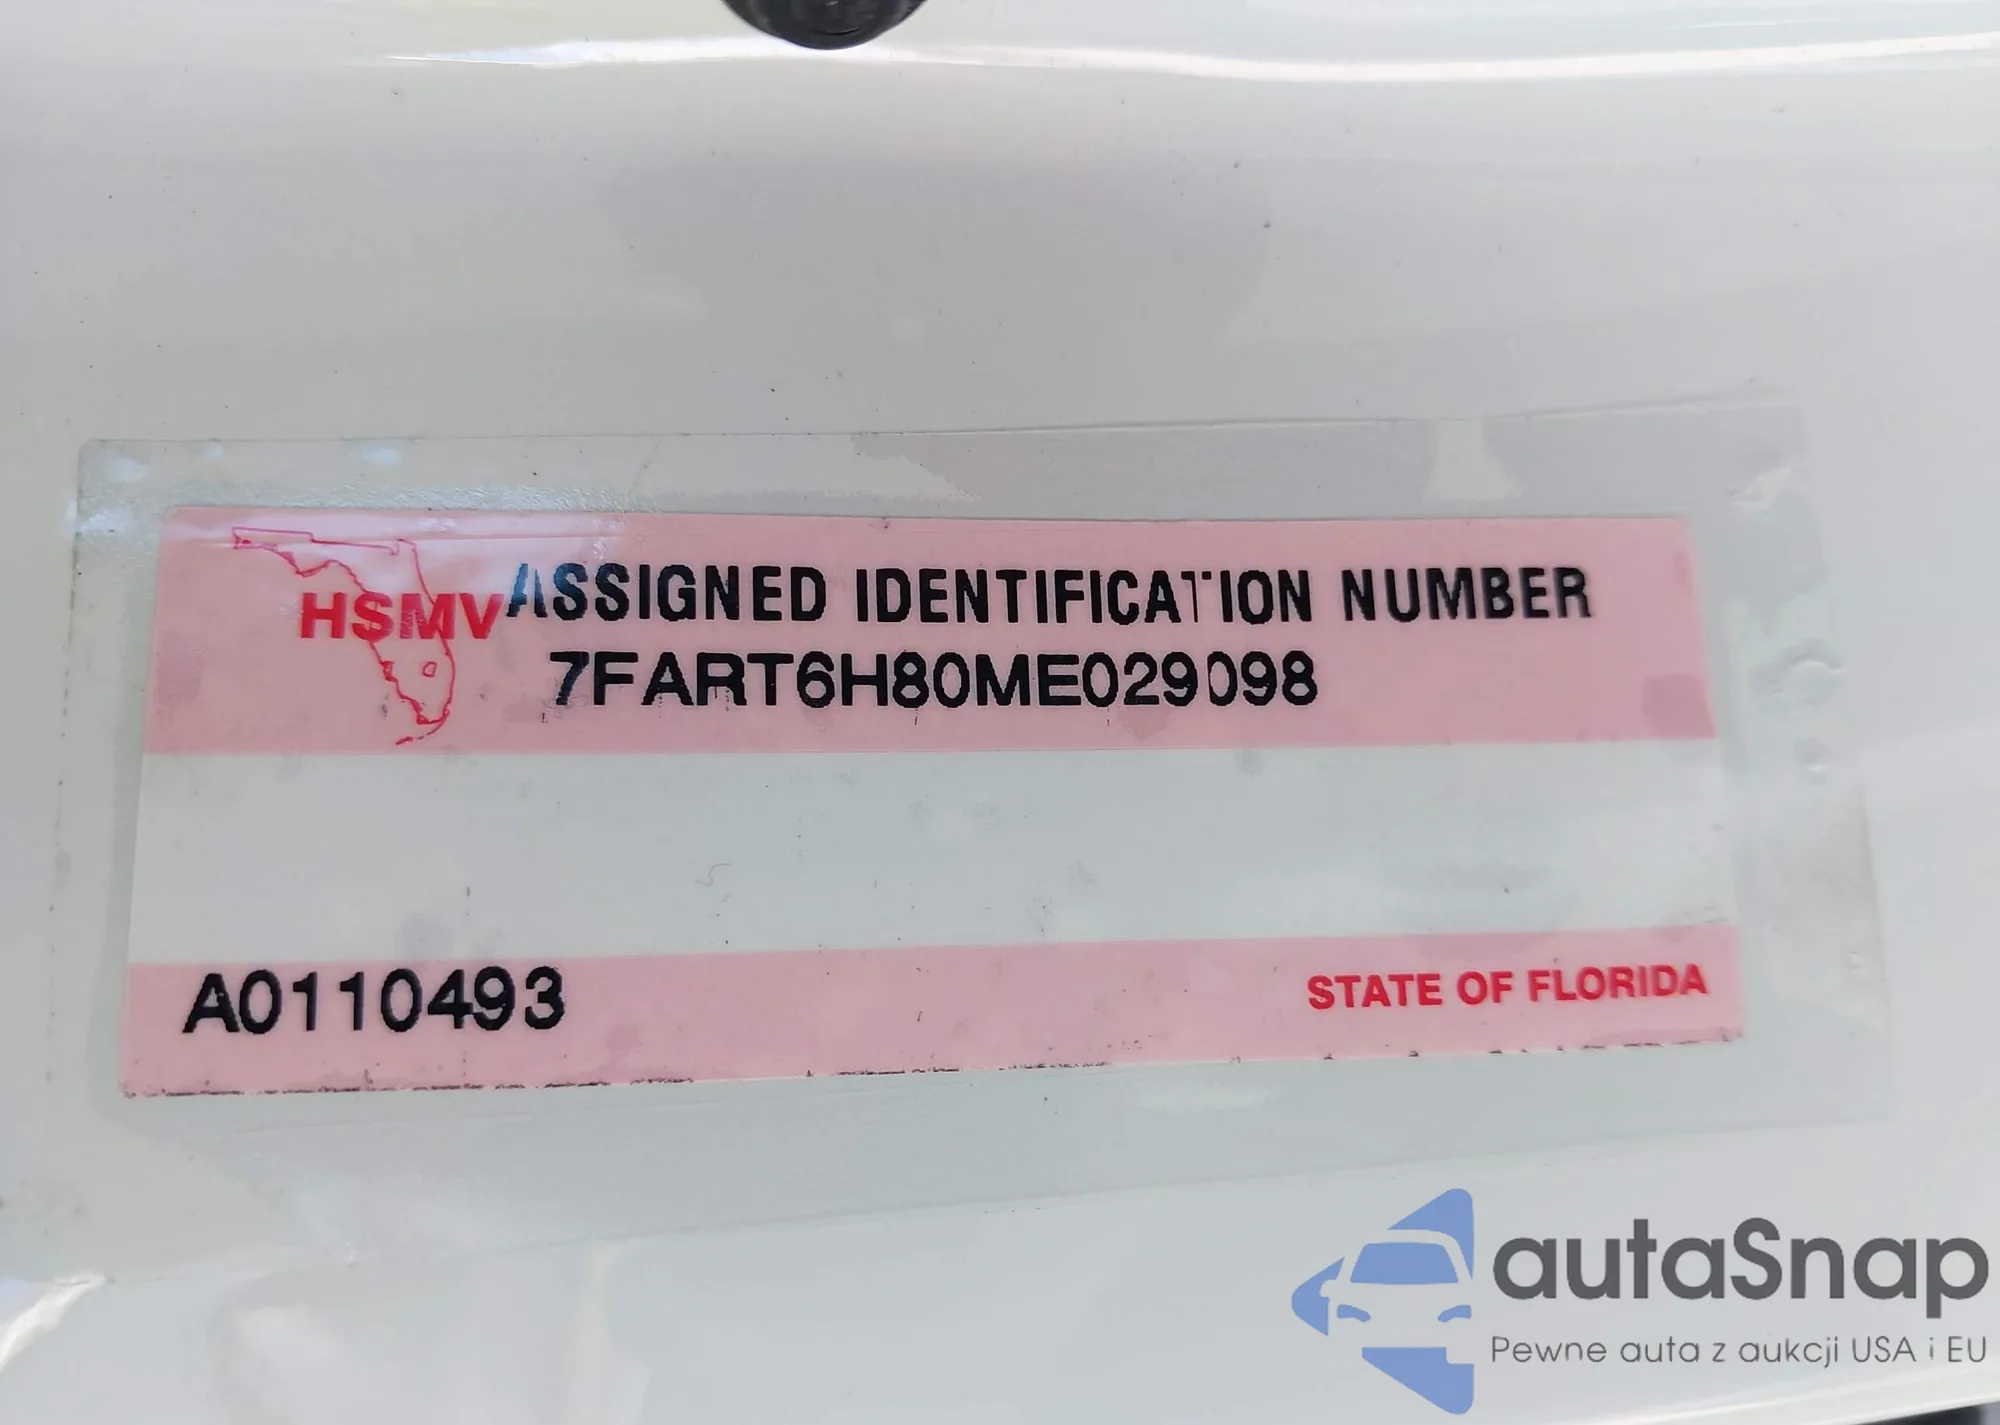 HSMV ASSIGNED IDENTIFICATION NUMBER
7FART6H80ME029098
A0110493
STATE OF FLORIDA
autaSnap
Pewne auta z aukcji USA i EU